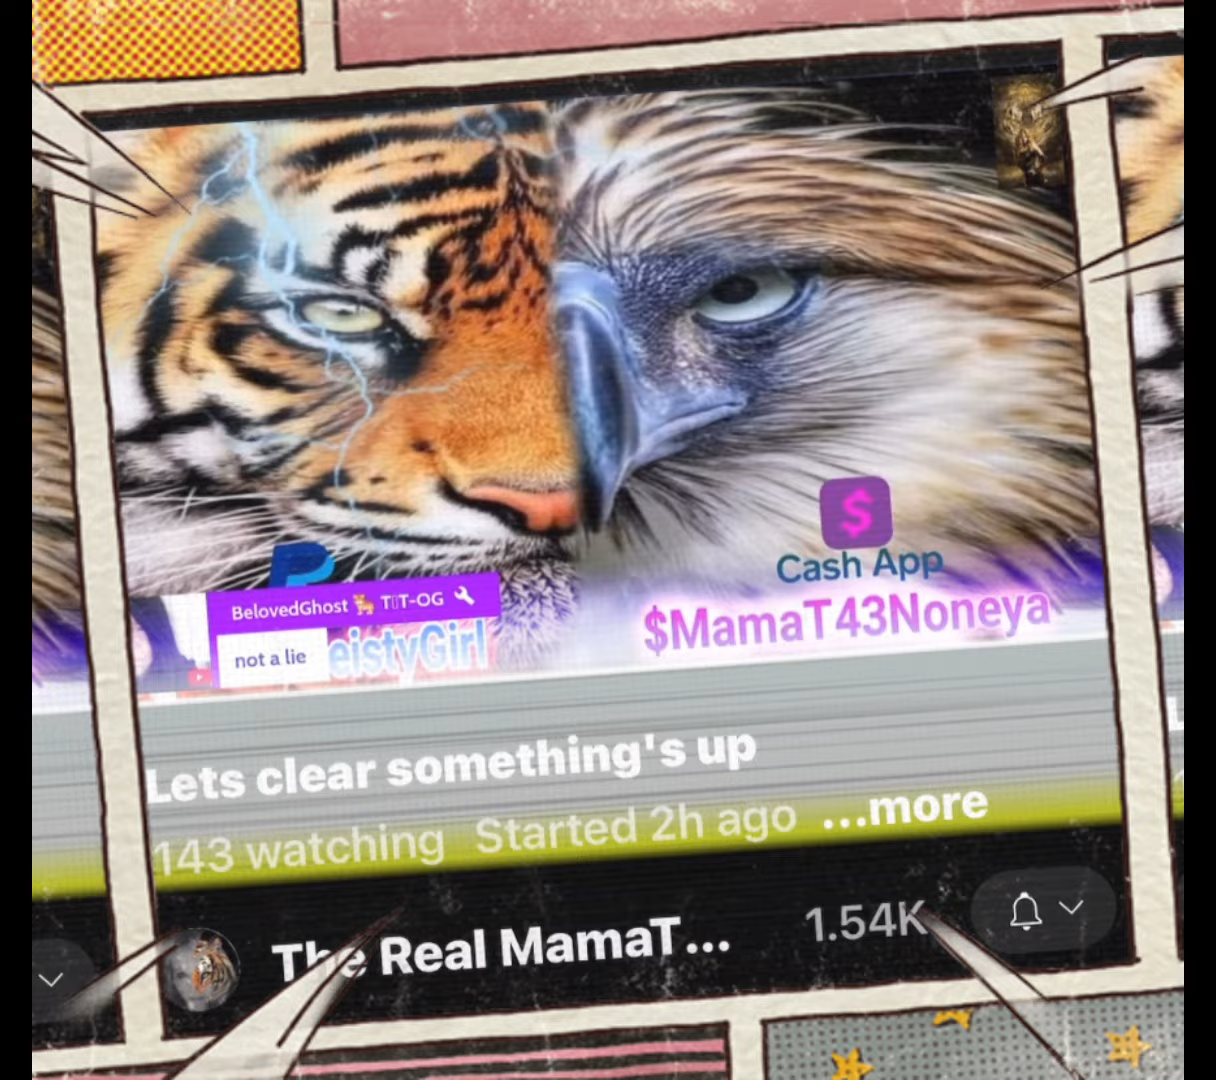 BelovedGhost 🐅 T▯T-OG 🔧
not a lie
eistyGirl
$
Cash App
$MamaT43Noneya
Lets clear something's up
143 watching Started 2h ago ...more
The Real MamaT... 1.54K